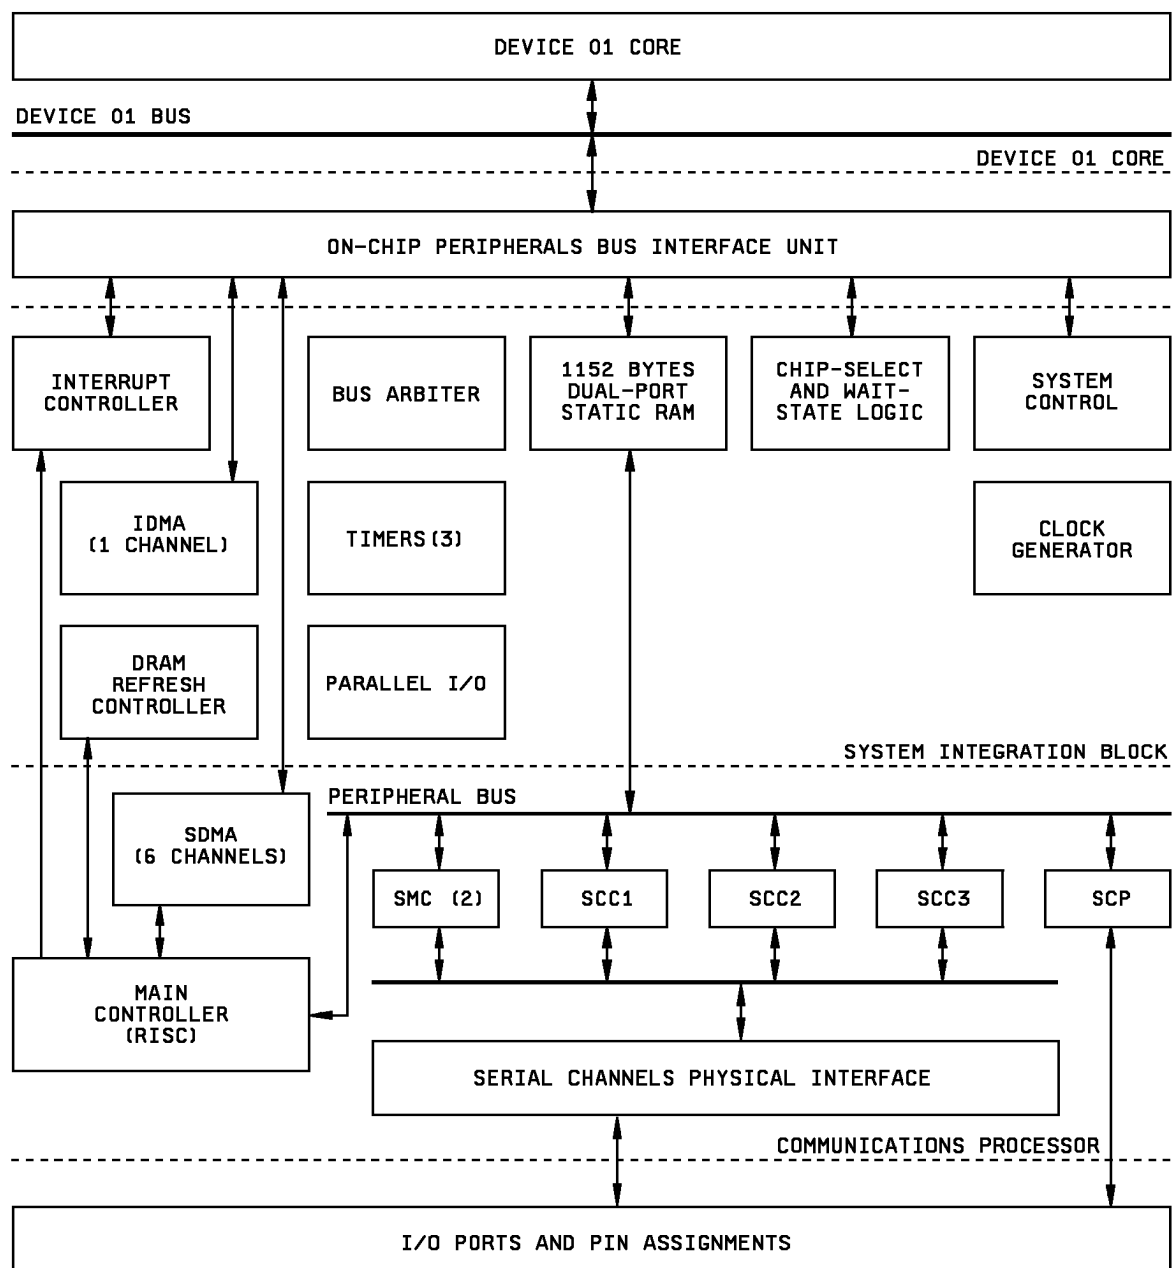 DEVICE 01 CORE
DEVICE 01 BUS
DEVICE 01 CORE
ON-CHIP PERIPHERALS BUS INTERFACE UNIT
INTERRUPT
CONTROLLER
BUS ARBITER
1152 BYTES
DUAL-PORT
STATIC RAM
CHIP-SELECT
AND WAIT-
STATE LOGIC
SYSTEM
CONTROL
IDMA
(1 CHANNEL)
TIMERS(3)
CLOCK
GENERATOR
DRAM
REFRESH
CONTROLLER
PARALLEL I/O
SYSTEM INTEGRATION BLOCK
PERIPHERAL BUS
SDMA
(6 CHANNELS)
SMC (2)
SCC1
SCC2
SCC3
SCP
MAIN
CONTROLLER
(RISC)
SERIAL CHANNELS PHYSICAL INTERFACE
COMMUNICATIONS PROCESSOR
I/O PORTS AND PIN ASSIGNMENTS